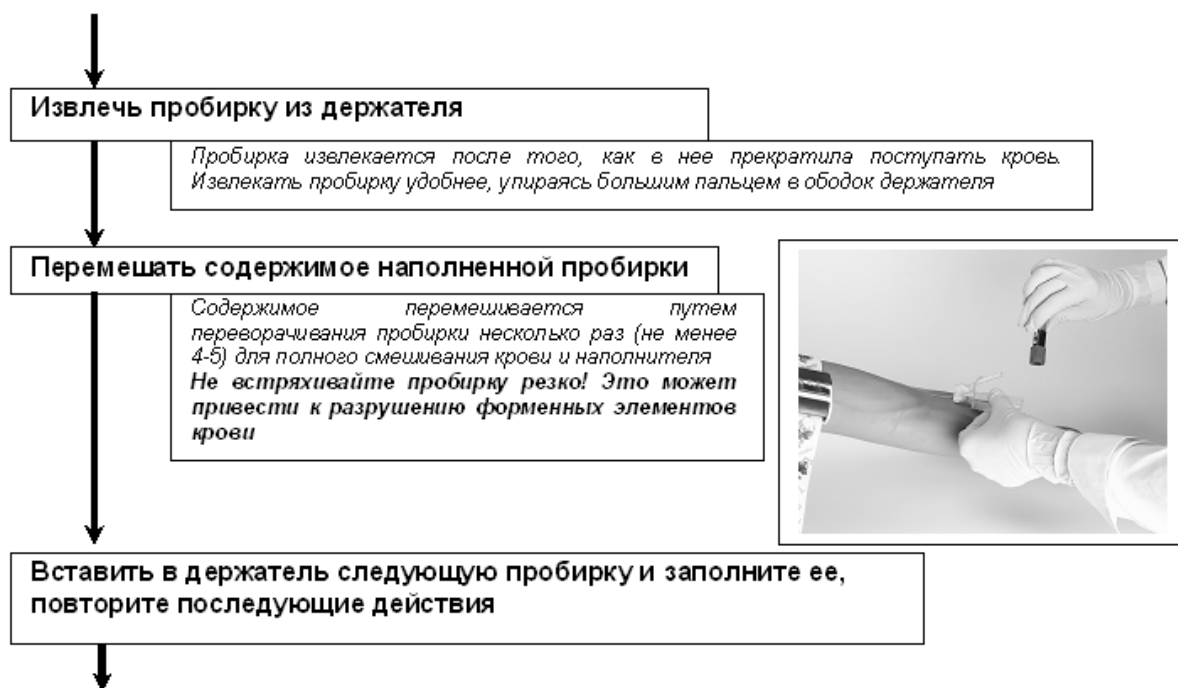 Извлечь пробирку из держателя
Пробирка извлекается после того, как в нее прекратила поступать кровь.
Извлекать пробирку удобнее, упираясь большим пальцем в ободок держателя
Перемешать содержимое наполненной пробирки
Содержимое перемешивается путем
переворачивания пробирки несколько раз (не менее
4-5) для полного смешивания крови и наполнителя
Не встряхивайте пробирку резко! Это может
привести к разрушению форменных элементов
крови
Вставить в держатель следующую пробирку и заполните ее,
повторите последующие действия